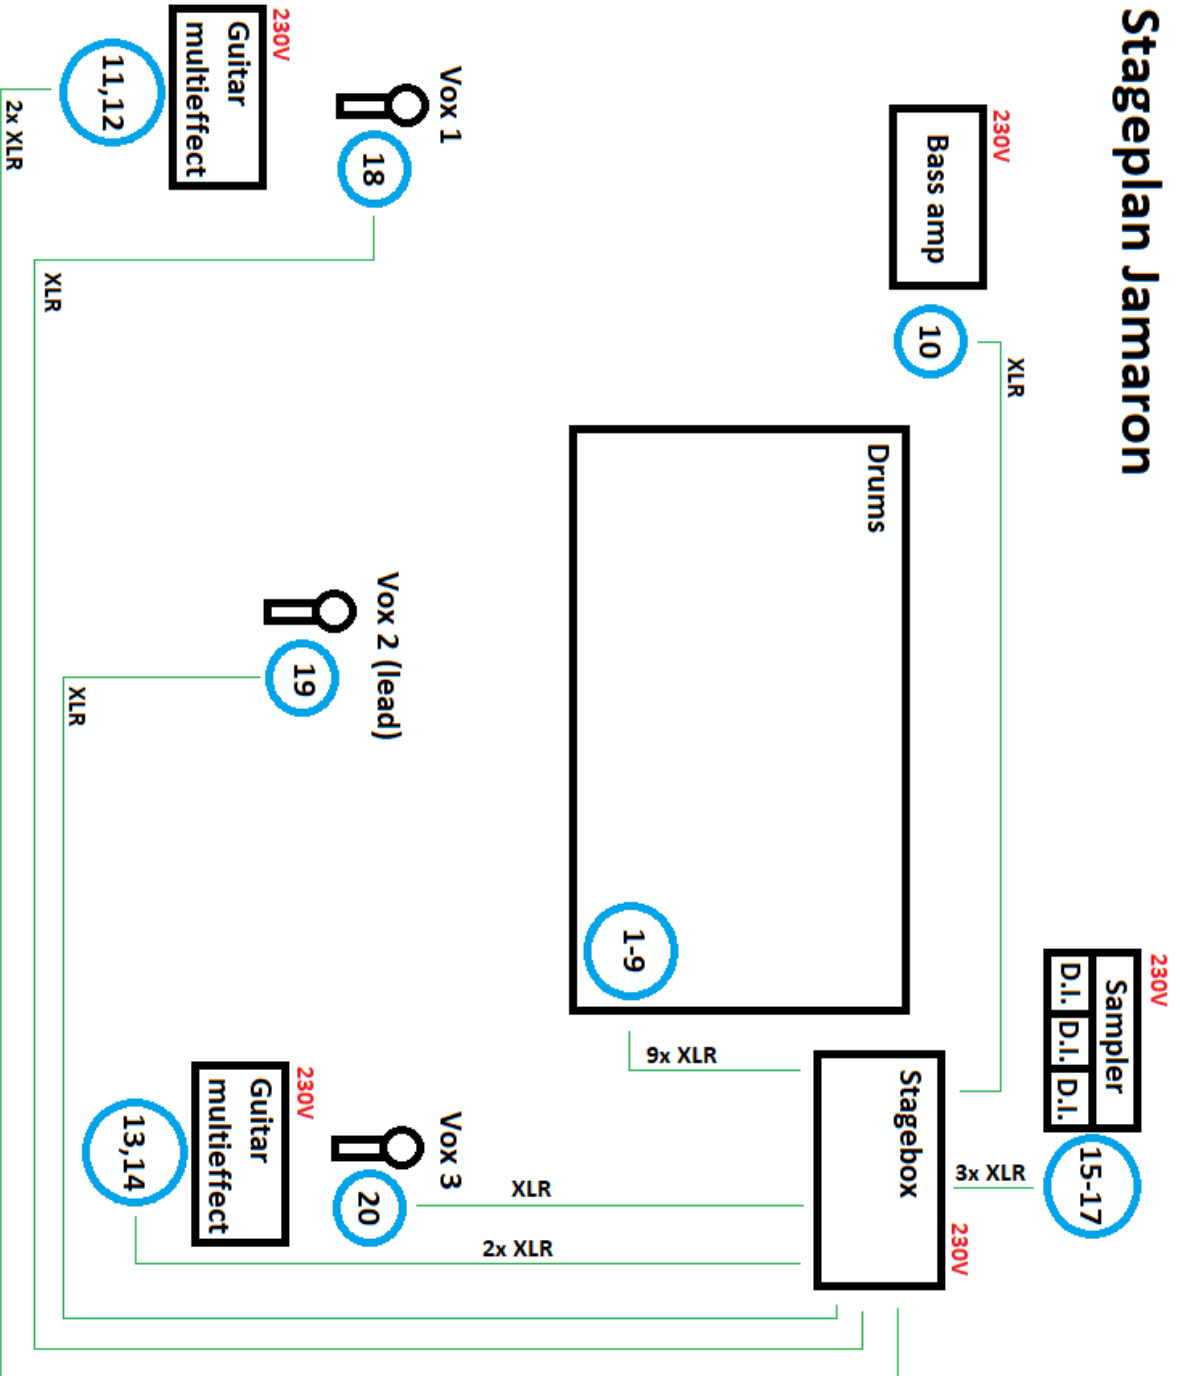 Stageplan Jamaron
230V
Sampler
D.I. D.I. D.I.
15-17
230V
Bass amp
10
XLR
3x XLR
230V
Stagebox
Drums
1-9
9x XLR
Vox 1
18
XLR
Vox 2 (lead)
19
XLR
Vox 3
20
XLR
230V
Guitar
multieffect
11,12
2x XLR
230V
Guitar
multieffect
13,14
2x XLR